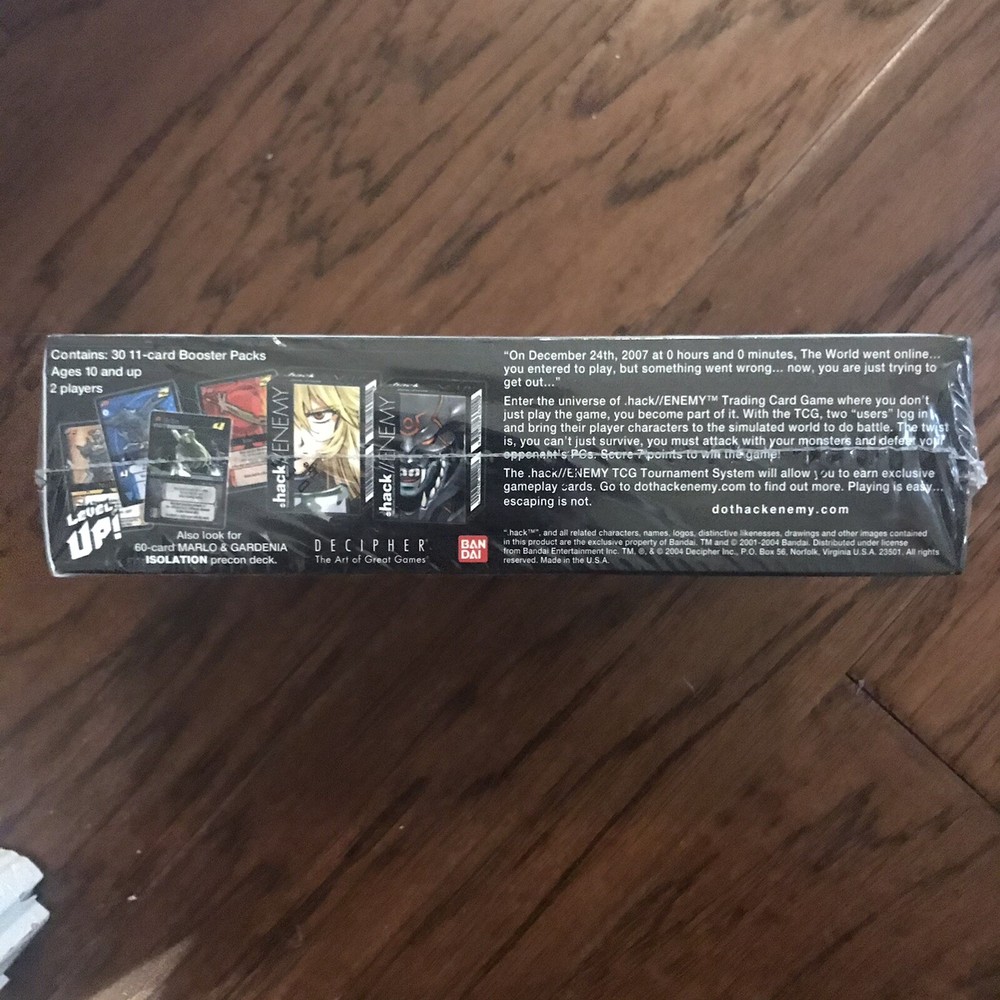 Contains: 30 11-card Booster Packs
Ages 10 and up
2 players
LEVEL
UP!
.hack//ENEMY
.hack//ENEMY
Also look for
60-card MARLO & GARDENIA
ISOLATION precon deck.
DECIPHER
The Art of Great Games
BAN
DAI
"On December 24th, 2007 at 0 hours and 0 minutes, The World went online...
you entered to play, but something went wrong... now, you are just trying to
get out..."
Enter the universe of .hack//ENEMY™ Trading Card Game where you don't
just play the game, you become part of it. With the TCG, two "users" log in
and bring their player characters to the simulated world to do battle. The twist
is, you can't just survive, you must attack with your monsters and defeat your
opponent's PCs. Score 7 points to win the game!
The .hack//ENEMY TCG Tournament System will allow you to earn exclusive
gameplay cards. Go to dothackenemy.com to find out more. Playing is easy...
escaping is not.
dothackenemy.com
".hack™", and all related characters, names, logos, distinctive likenesses, drawings and other images contained
in this product are the exclusive property of Bandai. TM and © 2001-2004 Bandai. Distributed under license
from Bandai Entertainment Inc. TM, ®, & © 2004 Decipher Inc., P.O. Box 56, Norfolk, Virginia U.S.A. 23501. All rights
reserved. Made in the U.S.A.